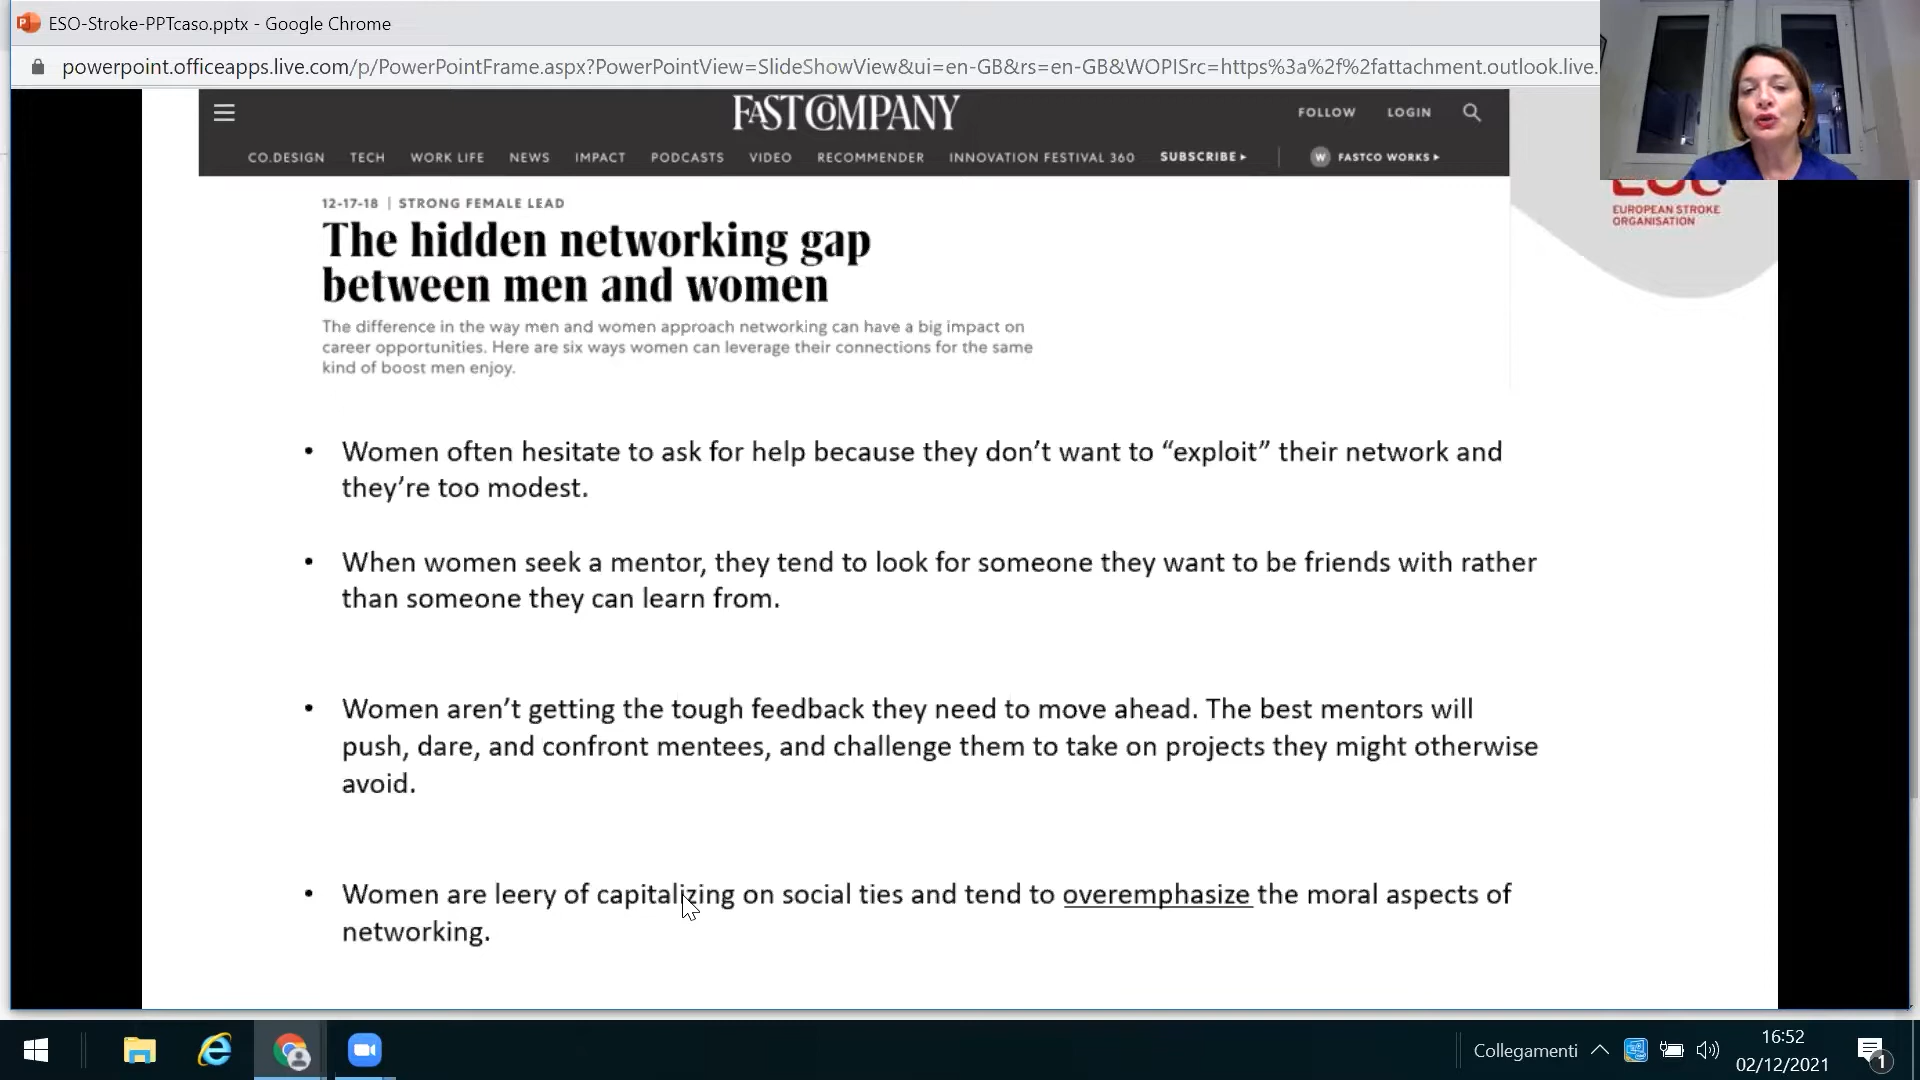 ESO-Stroke-PPTcaso.pptx - Google Chrome
powerpoint.officeapps.live.com/p/PowerPointFrame.aspx?PowerPointView=SlideShowView&ui=en-GB&rs=en-GB&WOPISrc=https%3a%2f%2fattachment.outlook.live.
FAST COMPANY
FOLLOW LOGIN
CO.DESIGN TECH WORK LIFE NEWS IMPACT PODCASTS VIDEO RECOMMENDER INNOVATION FESTIVAL 360 SUBSCRIBE W FASTCO WORKS
EUROPEAN STROKE
ORGANISATION
12-17-18 | STRONG FEMALE LEAD
The hidden networking gap
between men and women
The difference in the way men and women approach networking can have a big impact on
career opportunities. Here are six ways women can leverage their connections for the same
kind of boost men enjoy.
• Women often hesitate to ask for help because they don’t want to “exploit” their network and
they’re too modest.
• When women seek a mentor, they tend to look for someone they want to be friends with rather
than someone they can learn from.
• Women aren’t getting the tough feedback they need to move ahead. The best mentors will
push, dare, and confront mentees, and challenge them to take on projects they might otherwise
avoid.
• Women are leery of capitalizing on social ties and tend to overemphasize the moral aspects of
networking.
Collegamenti
16:52
02/12/2021
1